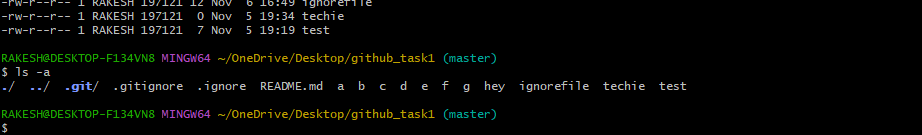 -rw-r--r-- 1 RAKESH 197121 12 Nov  6 16:49 ignorefile
-rw-r--r-- 1 RAKESH 197121  0 Nov  5 19:34 techie
-rw-r--r-- 1 RAKESH 197121  7 Nov  5 19:19 test
RAKESH@DESKTOP-F134VN8 MINGW64 ~/OneDrive/Desktop/github_task1 (master)
$ ls -a
./  ../  .git/  .gitignore  .ignore  README.md  a  b  c  d  e  f  g  hey  ignorefile  techie  test
RAKESH@DESKTOP-F134VN8 MINGW64 ~/OneDrive/Desktop/github_task1 (master)
$